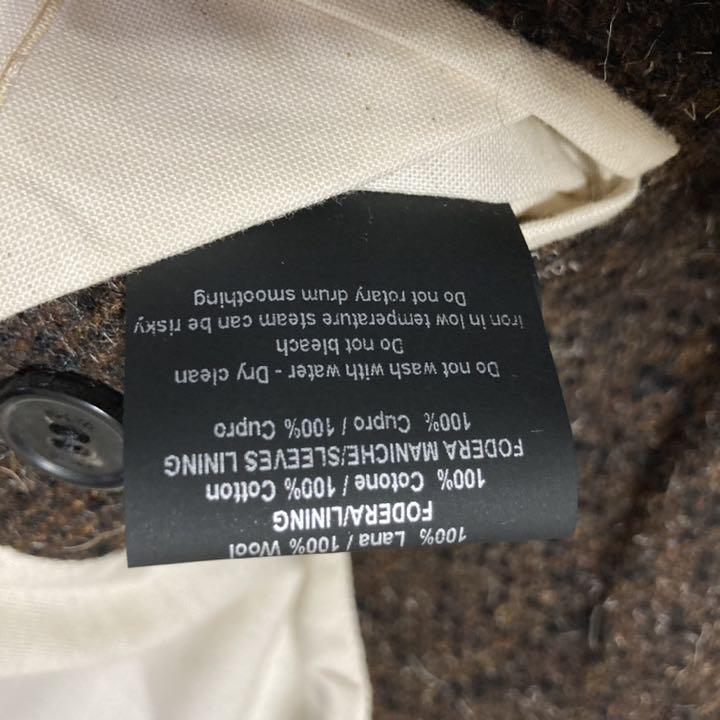 100% Lana / 100% Wool
FODERA/LINING
100% Cotone / 100% Cotton
FODERA MANICHE/SLEEVES LINING
100% Cupro / 100% Cupro
Do not wash with water - Dry clean
Do not bleach
iron in low temperature steam can be risky
Do not rotary drum smoothing